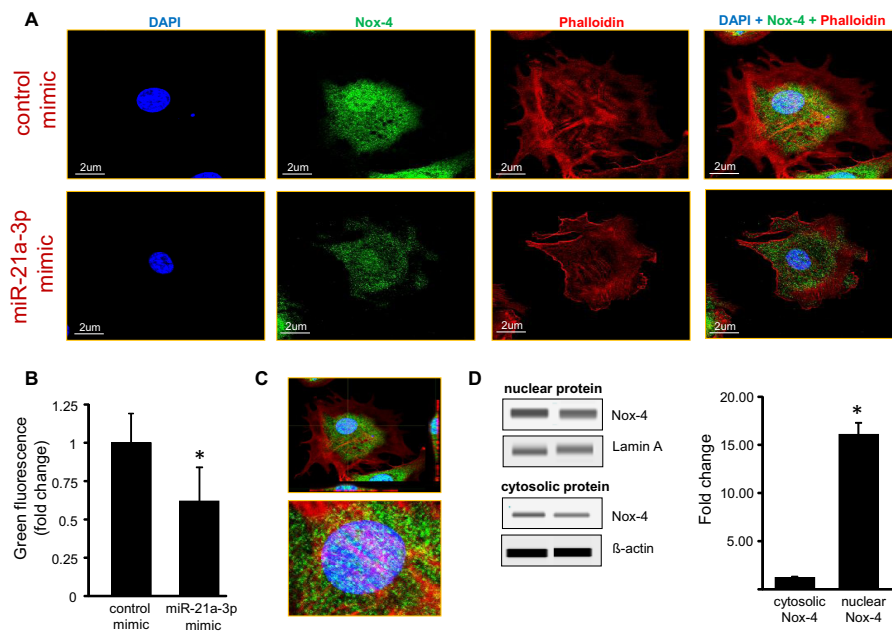 A
DAPI
Nox-4
Phalloidin
DAPI + Nox-4 + Phalloidin
control
mimic
2um
2um
2um
2um
miR-21a-3p
mimic
2um
2um
2um
2um
B
Green fluorescence
(fold change)
1.25
1
0.75
0.5
0.25
0
*
control
mimic
miR-21a-3p
mimic
C
D
nuclear protein
Nox-4
Lamin A
cytosolic protein
Nox-4
ß-actin
Fold change
20.00
15.00
10.00
5.00
*
cytosolic
Nox-4
nuclear
Nox-4